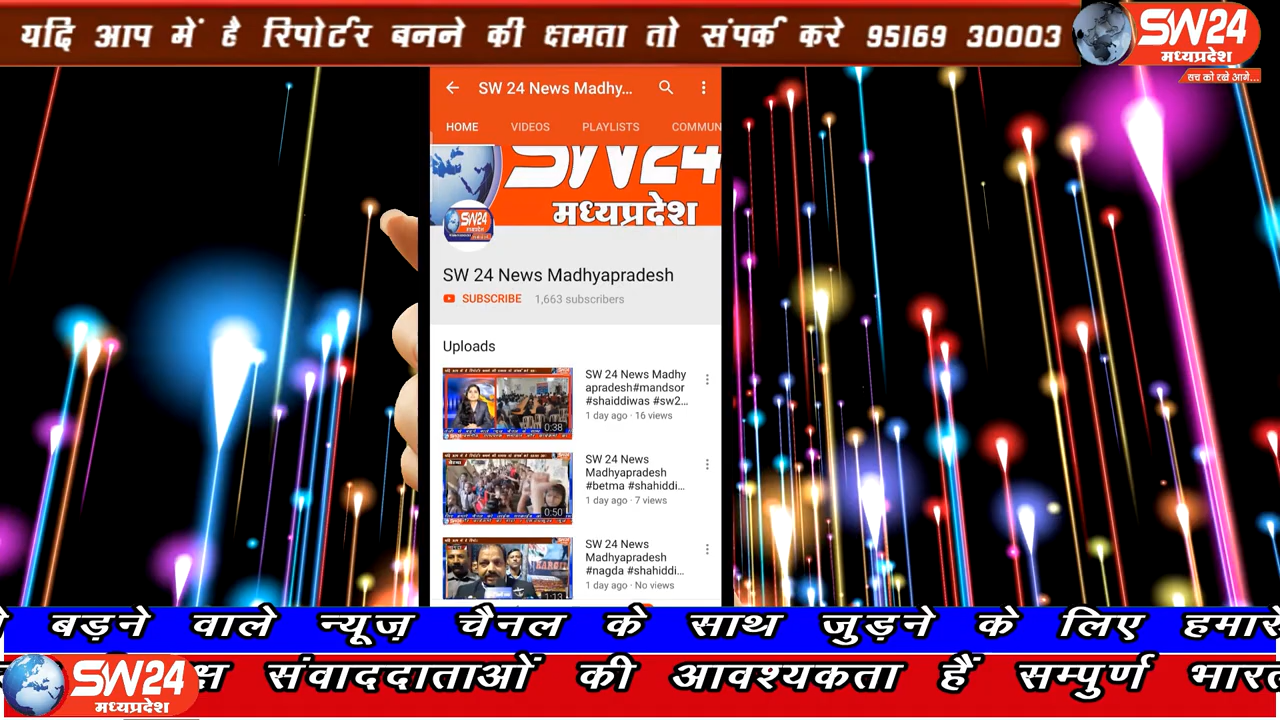 यदि आप में है रिपोर्टर बनने की क्षमता तो संपर्क करे 95169 30003
SW24
मध्यप्रदेश
सच को रखे आगे...
SW 24 News Madhy...
HOME VIDEOS PLAYLISTS COMMUN
SW24
मध्यप्रदेश
SW24
SW 24 News Madhyapradesh
SUBSCRIBE 1,663 subscribers
Uploads
SW 24 News Madhy
apradesh#mandsor
#shaiddiwas #sw2...
1 day ago · 16 views
0:38
SW 24 News
Madhyapradesh
#betma #shahiddi...
1 day ago · 7 views
0:50
SW 24 News
Madhyapradesh
#nagda #shahiddi...
1 day ago · No views
1:13
बड़ने वाले न्यूज़ चैनल के साथ जुड़ने के लिए हमारे
संवाददाताओं की आवश्यकता हैं सम्पुर्ण भारत
SW24
मध्यप्रदेश